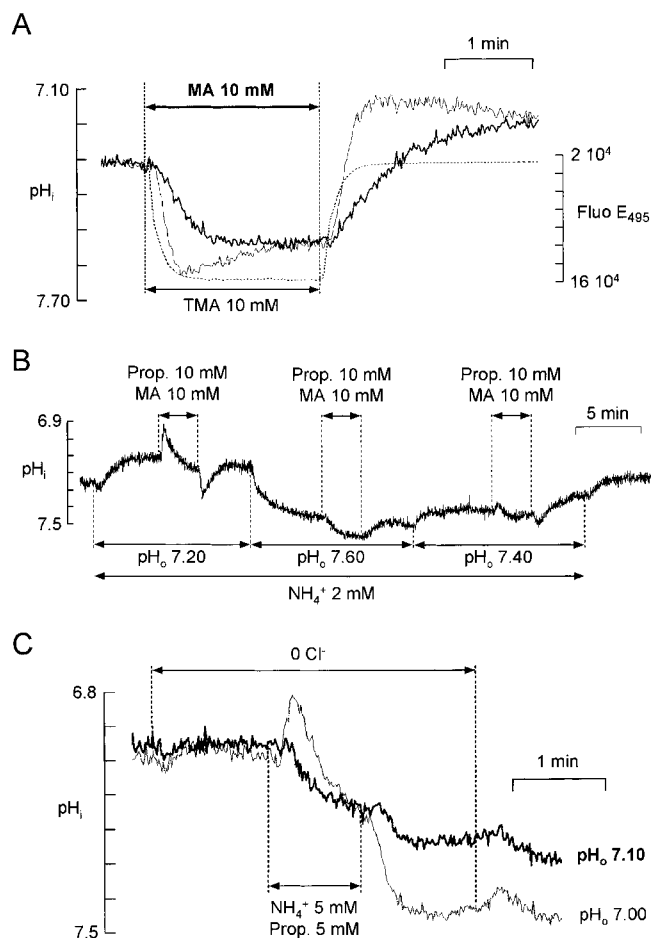 A
1 min
7.10
MA 10 mM
2 10⁴
pHᵢ
Fluo E₄₉₅
16 10⁴
7.70
TMA 10 mM
B
Prop. 10 mM
MA 10 mM
Prop. 10 mM
MA 10 mM
Prop. 10 mM
MA 10 mM
6.9
5 min
pHᵢ
7.5
pHₒ 7.20
pHₒ 7.60
pHₒ 7.40
NH₄⁺ 2 mM
C
0 Cl⁻
6.8
1 min
pHᵢ
pHₒ 7.10
NH₄⁺ 5 mM
Prop. 5 mM
pHₒ 7.00
7.5